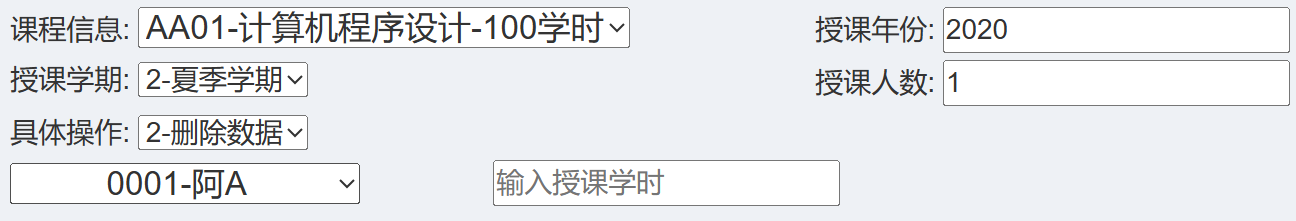 课程信息: AA01-计算机程序设计-100学时 授课年份: 2020
授课学期: 2-夏季学期 授课人数: 1
具体操作: 2-删除数据
0001-阿A 输入授课学时